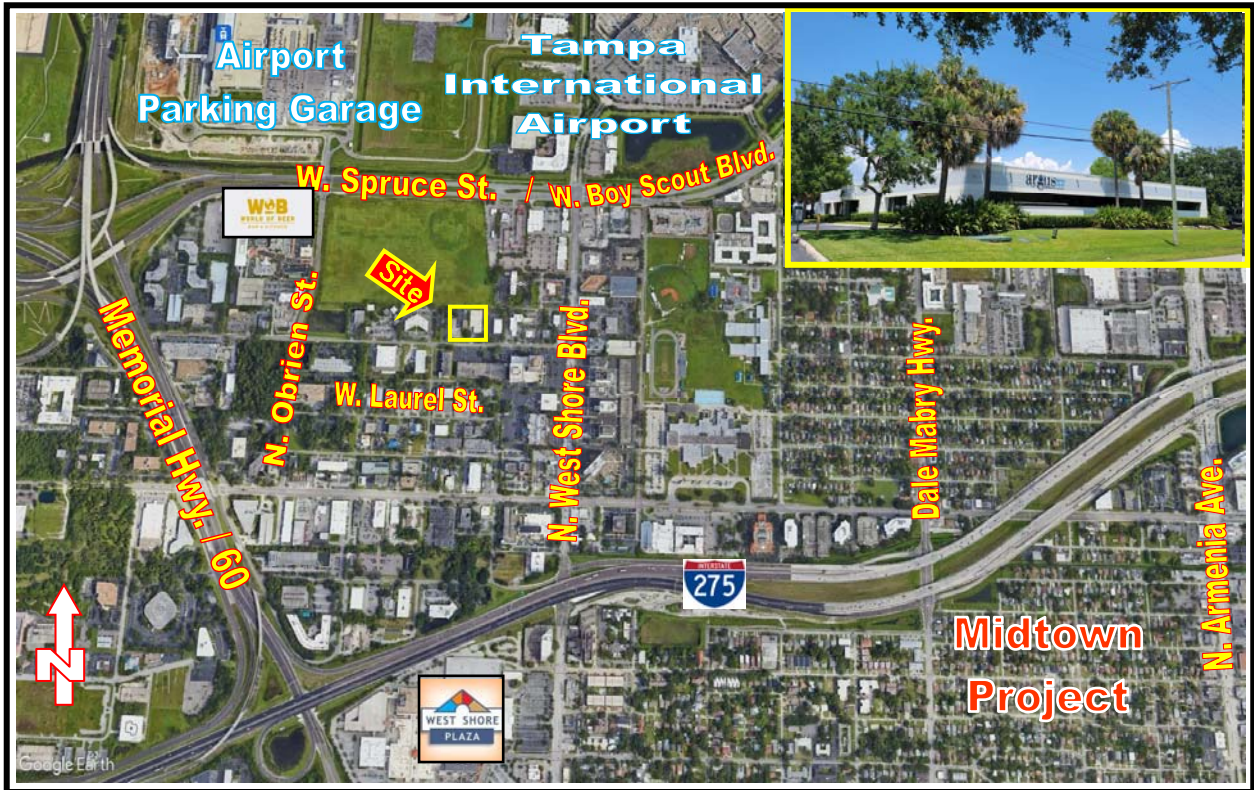 Airport
Parking Garage
Tampa
International
Airport
argus
W. Spruce St. / W. Boy Scout Blvd.
WOB
WORLD OF BEER
Site
N. Obrien St.
Memorial Hwy. / 60
W. Laurel St.
N. West Shore Blvd.
Dale Mabry Hwy.
N. Armenia Ave.
INTERSTATE
275
Midtown
Project
N
WEST SHORE
PLAZA
Google Earth